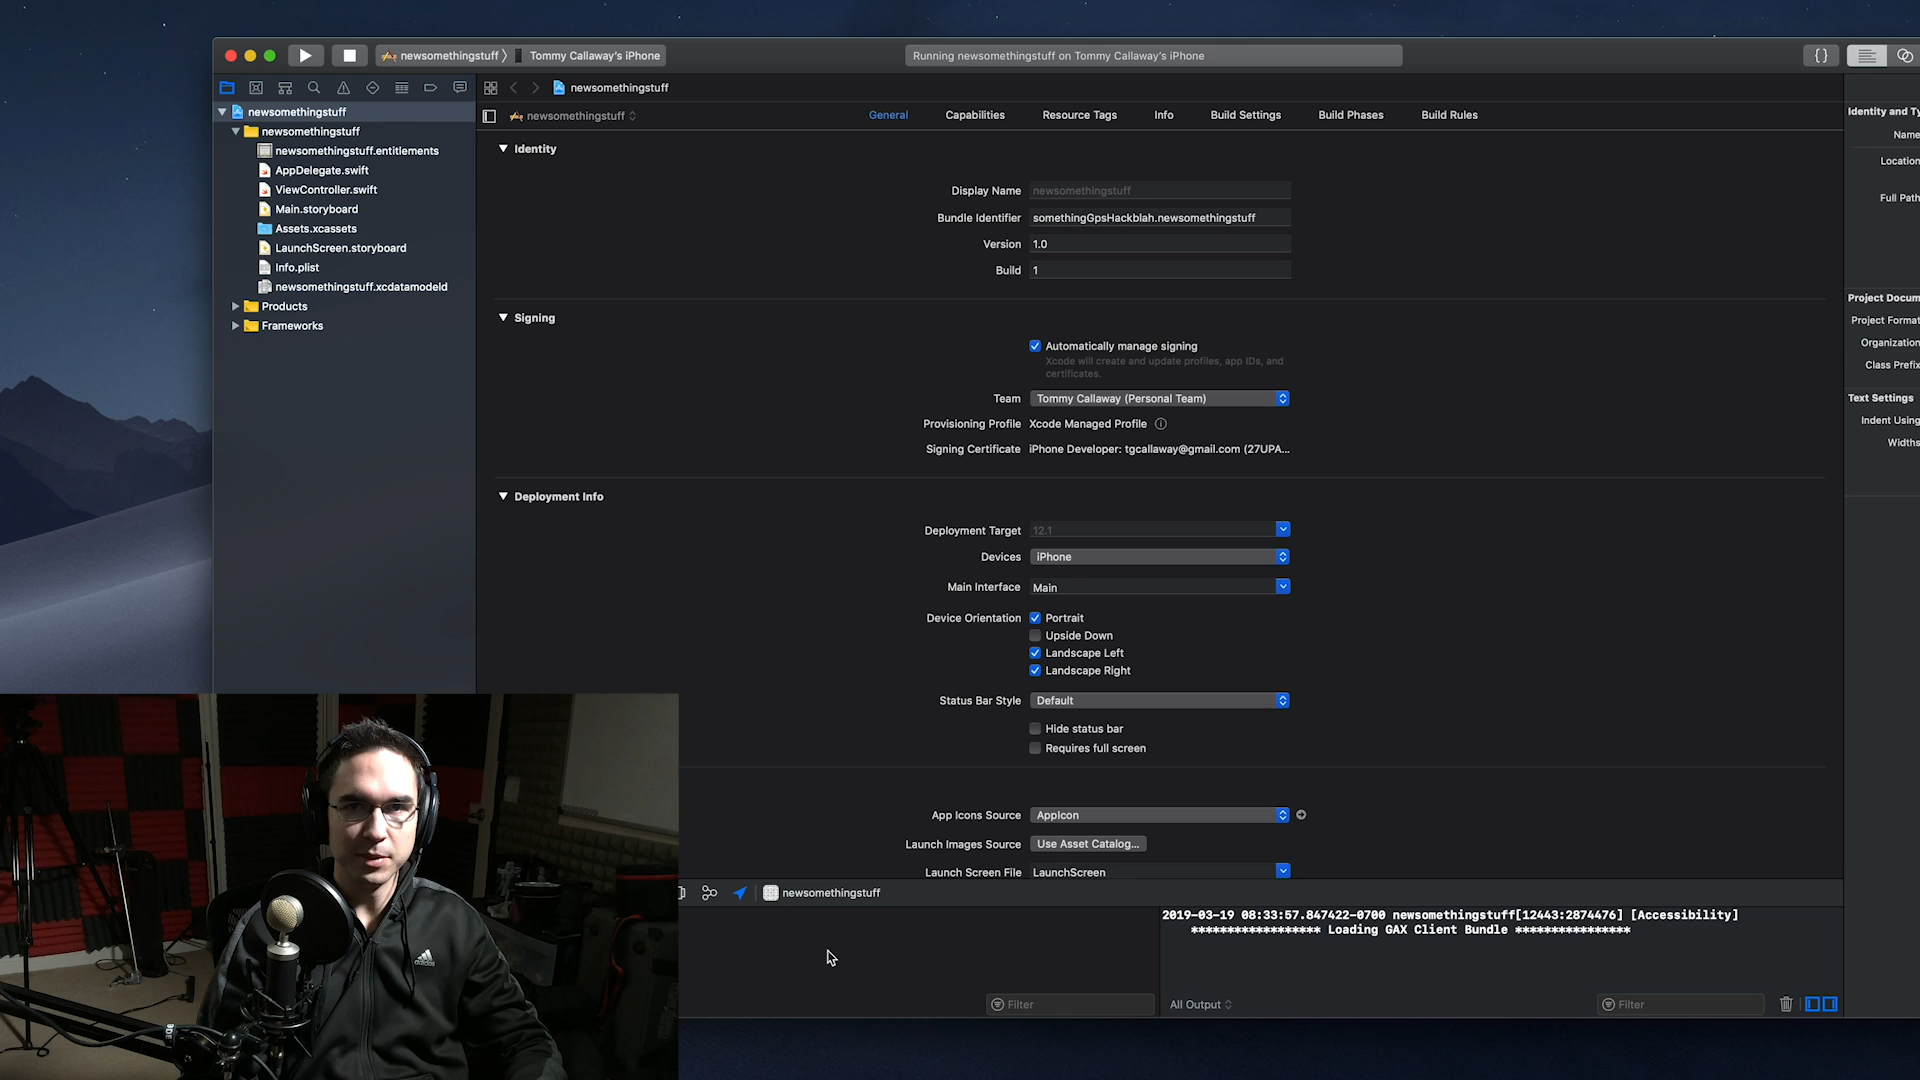 newsomethingstuff
Tommy Callaway's iPhone
Running newsomethingstuff on Tommy Callaway's iPhone
{ }
newsomethingstuff
newsomethingstuff
newsomethingstuff
General
Capabilities
Resource Tags
Info
Build Settings
Build Phases
Build Rules
newsomethingstuff
newsomethingstuff.entitlements
AppDelegate.swift
ViewController.swift
Main.storyboard
Assets.xcassets
LaunchScreen.storyboard
Info.plist
newsomethingstuff.xcdatamodeld
Products
Frameworks
Identity
Display Name newsomethingstuff
Bundle Identifier somethingGpsHackblah.newsomethingstuff
Version 1.0
Build 1
Signing
Automatically manage signing
Xcode will create and update profiles, app IDs, and
certificates.
Team Tommy Callaway (Personal Team)
Provisioning Profile Xcode Managed Profile
Signing Certificate iPhone Developer: tgcallaway@gmail.com (27UPA...
Deployment Info
Deployment Target 12.1
Devices iPhone
Main Interface Main
Device Orientation Portrait
Upside Down
Landscape Left
Landscape Right
Status Bar Style Default
Hide status bar
Requires full screen
App Icons Source AppIcon
Launch Images Source Use Asset Catalog...
Launch Screen File LaunchScreen
Identity and Ty
Name
Location
Full Path
Project Docum
Project Format
Organization
Class Prefix
Text Settings
Indent Using
Widths
newsomethingstuff
2019-03-19 08:33:57.847422-0700 newsomethingstuff[12443:2874476] [Accessibility]
****************** Loading GAX Client Bundle ****************
Filter
All Output
Filter
adidas